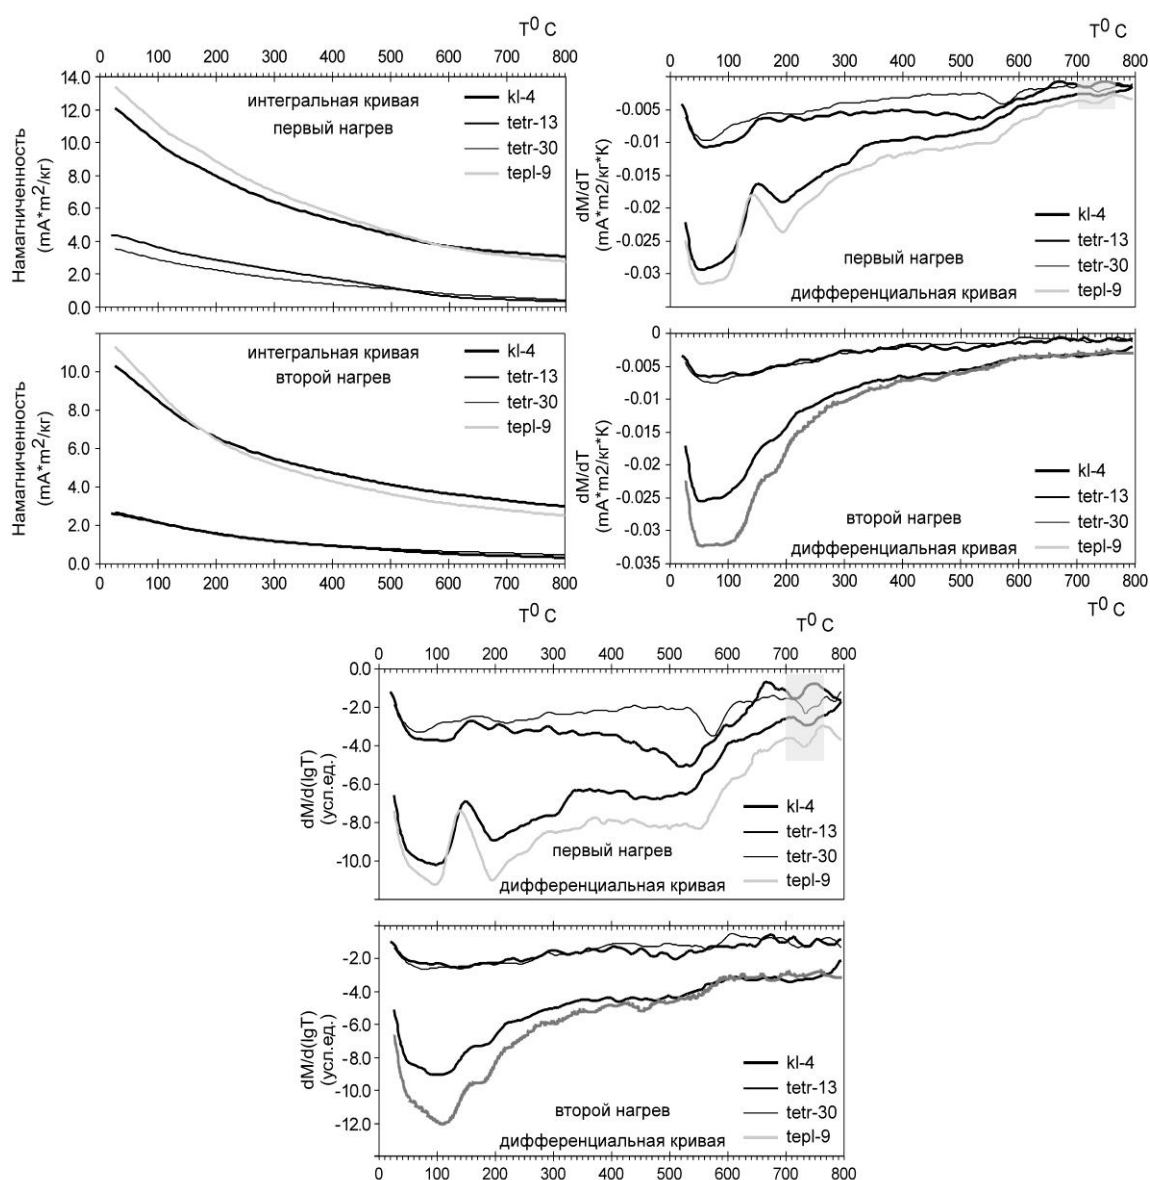 T⁰ C
0 100 200 300 400 500 600 700 800
14.0
12.0
10.0
8.0
6.0
4.0
2.0
0.0
Намагниченность
(mA*m²/кг)
интегральная кривая
первый нагрев
kl-4
tetr-13
tetr-30
tepl-9
T⁰ C
0 100 200 300 400 500 600 700 800
-0.005
-0.01
-0.015
-0.02
-0.025
-0.03
dM/dT
(mA*m2/кг*К)
kl-4
tetr-13
tetr-30
tepl-9
первый нагрев
дифференциальная кривая
10.0
8.0
6.0
4.0
2.0
0.0
Намагниченность
(mA*m²/кг)
интегральная кривая
второй нагрев
kl-4
tetr-13
tetr-30
tepl-9
0 100 200 300 400 500 600 700 800
T⁰ C
0
-0.005
-0.01
-0.015
-0.02
-0.025
-0.03
-0.035
dM/dT
(mA*m2/кг*К)
kl-4
tetr-13
tetr-30
tepl-9
второй нагрев
дифференциальная кривая
0 100 200 300 400 500 600 700 800
T⁰ C
T⁰ C
0 100 200 300 400 500 600 700 800
0.0
-2.0
-4.0
-6.0
-8.0
-10.0
dM/d(lgT)
(усл.ед.)
kl-4
tetr-13
tetr-30
tepl-9
первый нагрев
дифференциальная кривая
-2.0
-4.0
-6.0
-8.0
-10.0
-12.0
dM/d(lgT)
(усл.ед.)
kl-4
tetr-13
tetr-30
tepl-9
второй нагрев
дифференциальная кривая
0 100 200 300 400 500 600 700 800